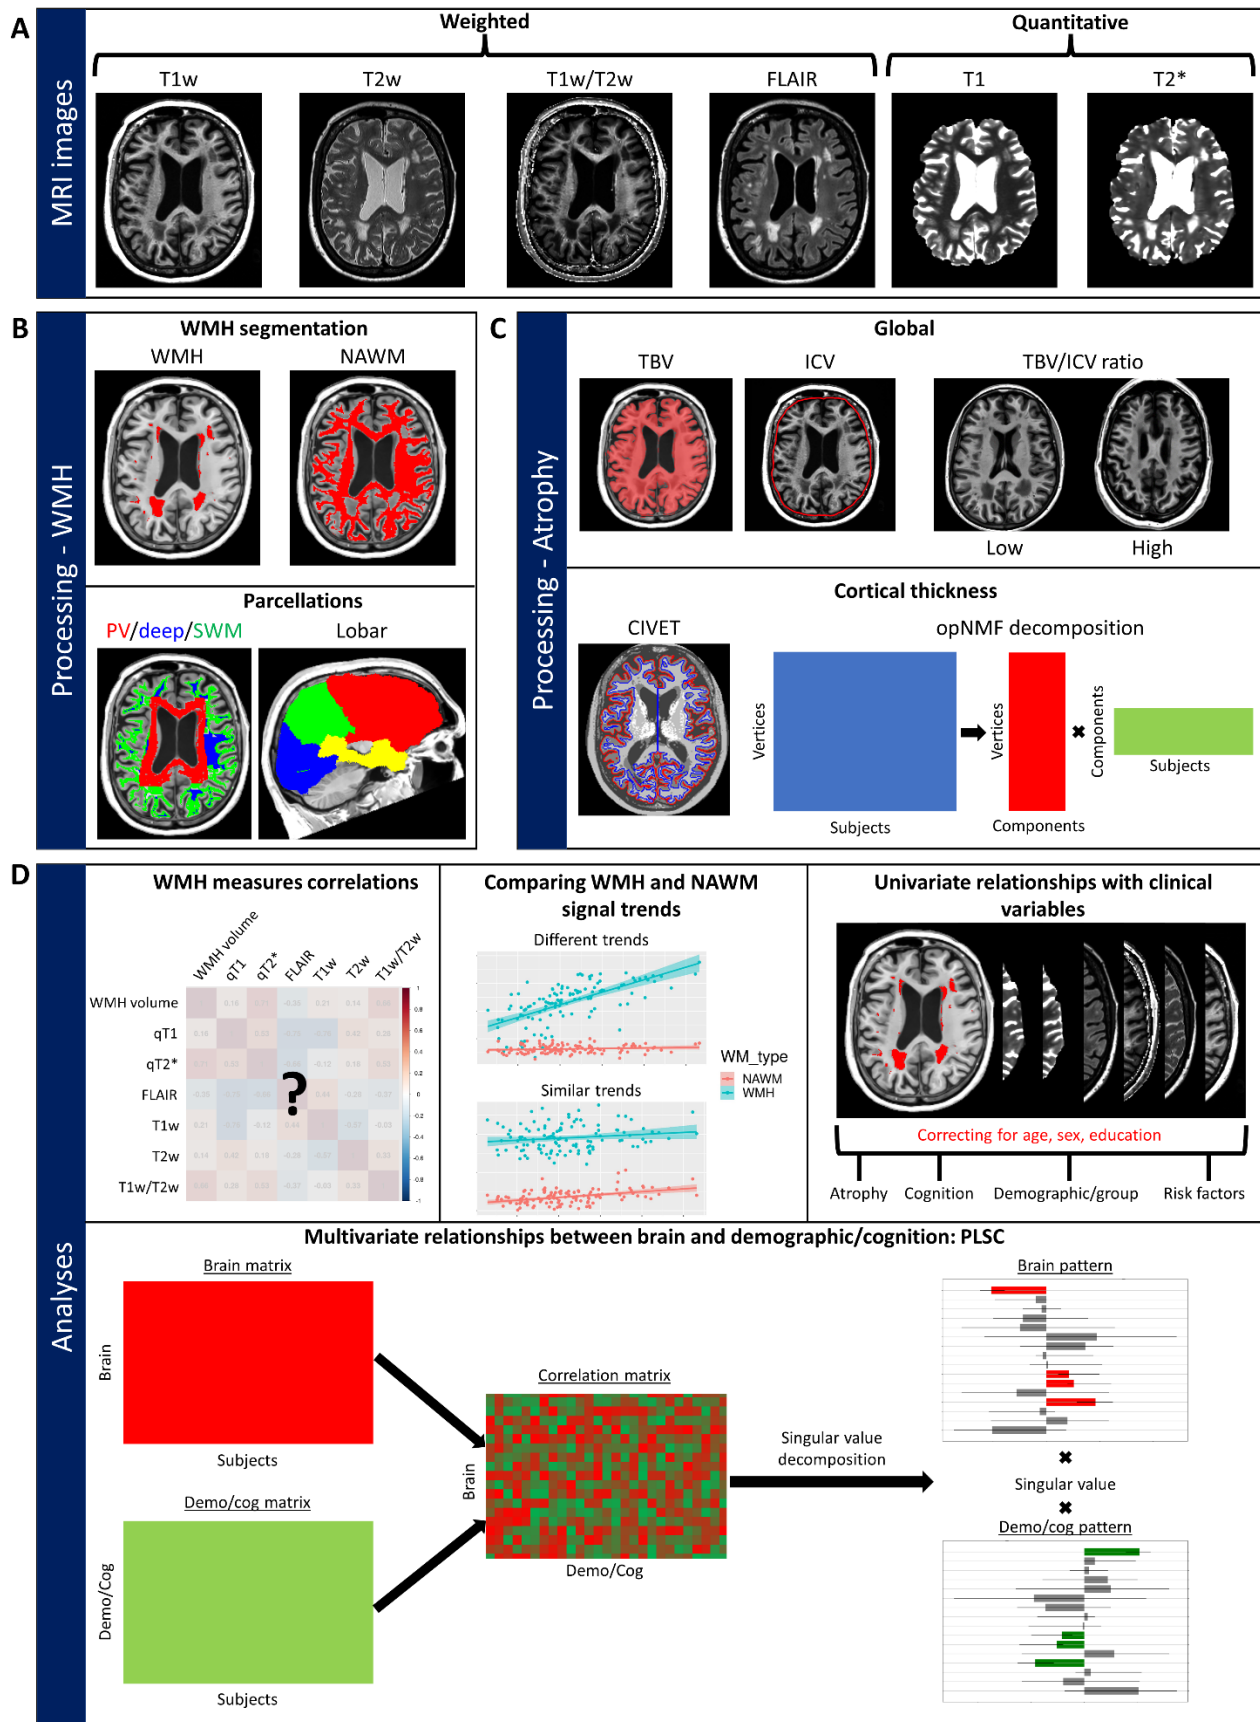 A
MRI images
Weighted
Quantitative
T1w
T2w
T1w/T2w
FLAIR
T1
T2*
B
Processing - WMH
WMH segmentation
WMH
NAWM
Parcellations
PV/deep/SWM
Lobar
C
Processing - Atrophy
Global
TBV
ICV
TBV/ICV ratio
Low
High
Cortical thickness
CIVET
opNMF decomposition
Vertices
Subjects
Vertices
Components
Components
Subjects
D
Analyses
WMH measures correlations
WMH volume
qT1
qT2*
FLAIR
T1w
T2w
T1w/T2w
WMH volume
qT1
qT2*
FLAIR
T1w
T2w
T1w/T2w
?
Comparing WMH and NAWM
signal trends
Different trends
Similar trends
WM_type
NAWM
WMH
Univariate relationships with clinical
variables
Correcting for age, sex, education
Atrophy
Cognition
Demographic/group
Risk factors
Multivariate relationships between brain and demographic/cognition: PLSC
Brain matrix
Brain
Subjects
Demo/cog matrix
Demo/Cog
Subjects
Correlation matrix
Brain
Demo/Cog
Singular value
decomposition
Brain pattern
Singular value
Demo/cog pattern